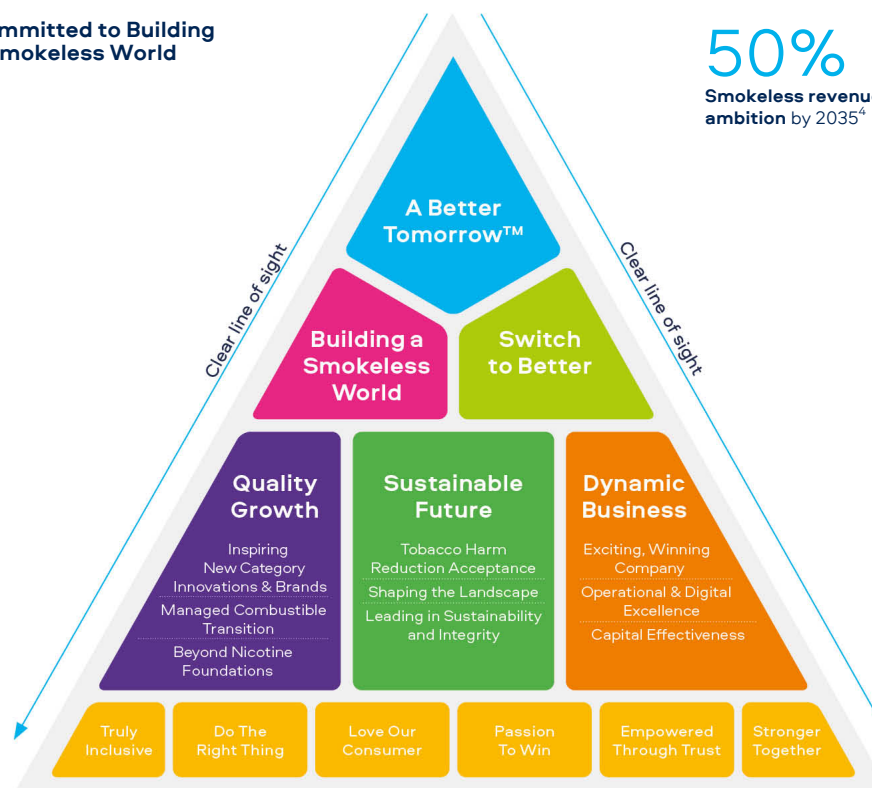 mmitted to Building
mokeless World
50%
Smokeless revenu
ambition by 2035⁴
Clear line of sight
Clear line of sight
A Better
Tomorrow™
Building a
Smokeless
World
Switch
to Better
Quality
Growth
Inspiring
New Category
Innovations & Brands
Managed Combustible
Transition
Beyond Nicotine
Foundations
Sustainable
Future
Tobacco Harm
Reduction Acceptance
Shaping the Landscape
Leading in Sustainability
and Integrity
Dynamic
Business
Exciting, Winning
Company
Operational & Digital
Excellence
Capital Effectiveness
Truly
Inclusive
Do The
Right Thing
Love Our
Consumer
Passion
To Win
Empowered
Through Trust
Stronger
Together